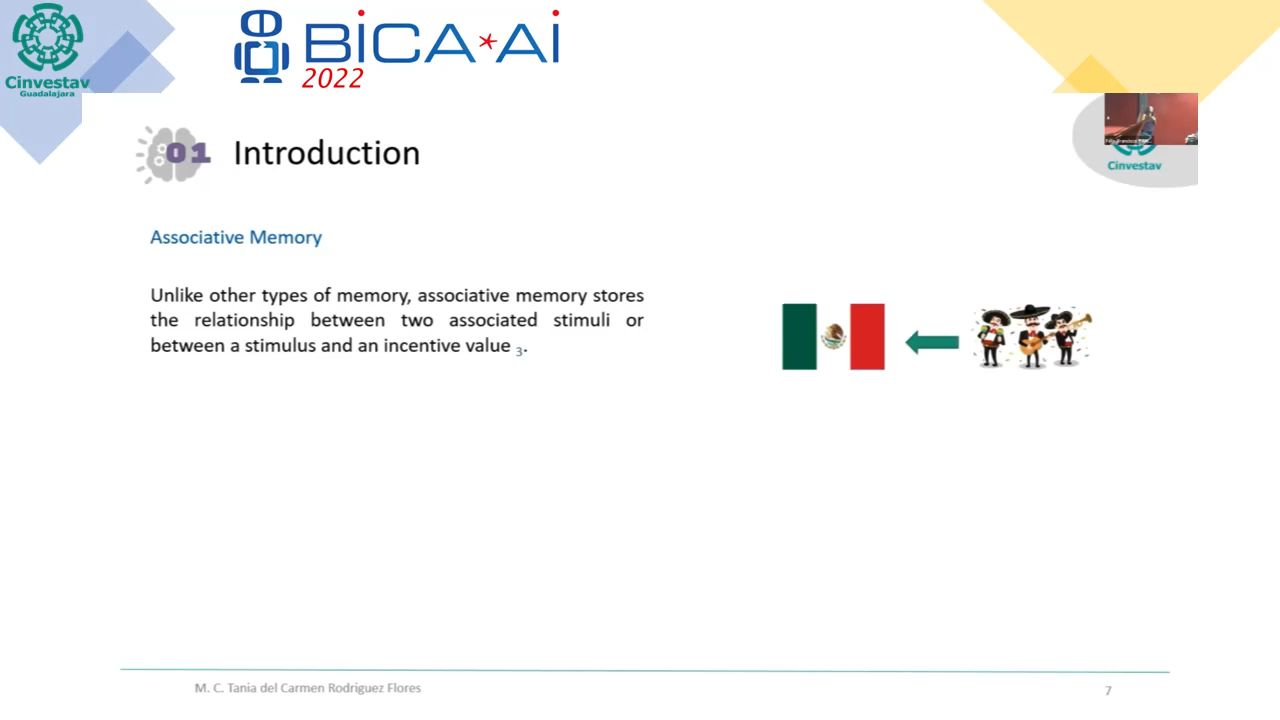 Cinvestav
Guadalajara
BiCA*Ai
2022
01
Introduction
Cinvestav
Associative Memory
Unlike other types of memory, associative memory stores
the relationship between two associated stimuli or
between a stimulus and an incentive value 3.
M. C. Tania del Carmen Rodriguez Flores
7